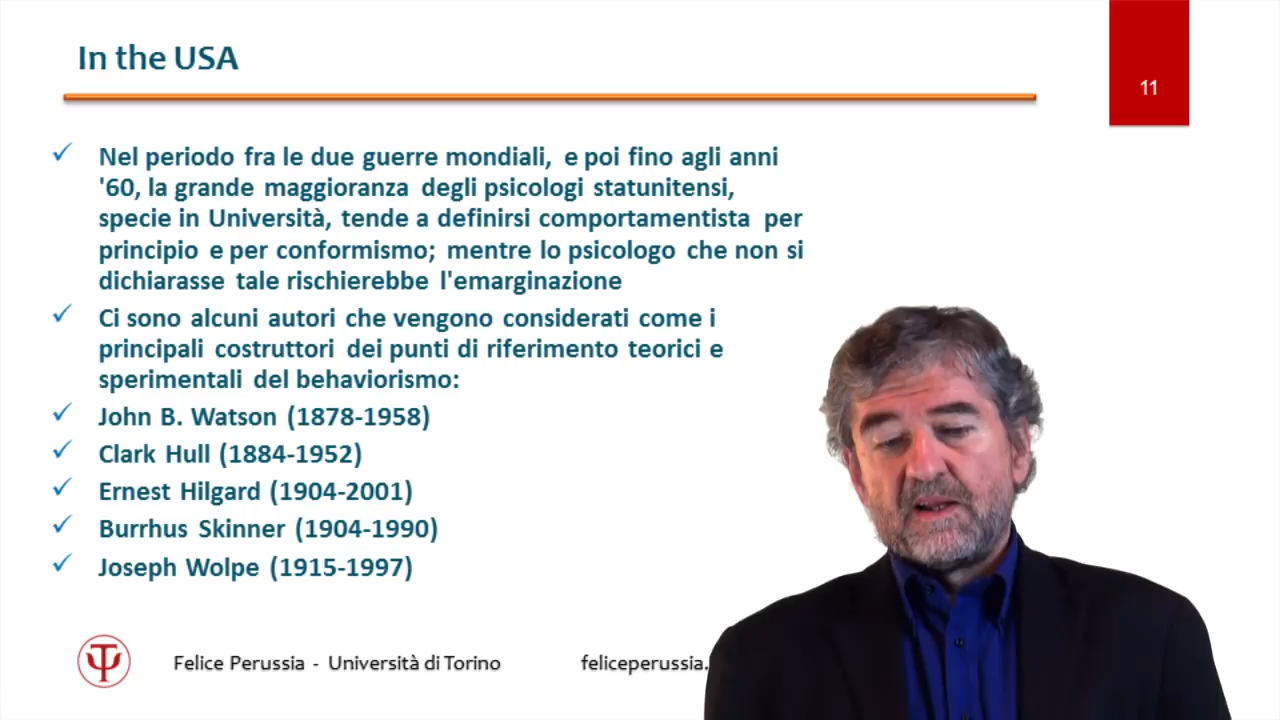 In the USA
11
Nel periodo fra le due guerre mondiali, e poi fino agli anni
'60, la grande maggioranza degli psicologi statunitensi,
specie in Università, tende a definirsi comportamentista per
principio e per conformismo; mentre lo psicologo che non si
dichiarasse tale rischierebbe l'emarginazione
Ci sono alcuni autori che vengono considerati come i
principali costruttori dei punti di riferimento teorici e
sperimentali del behaviorismo:
John B. Watson (1878-1958)
Clark Hull (1884-1952)
Ernest Hilgard (1904-2001)
Burrhus Skinner (1904-1990)
Joseph Wolpe (1915-1997)
Felice Perussia - Università di Torino
feliceperussia.